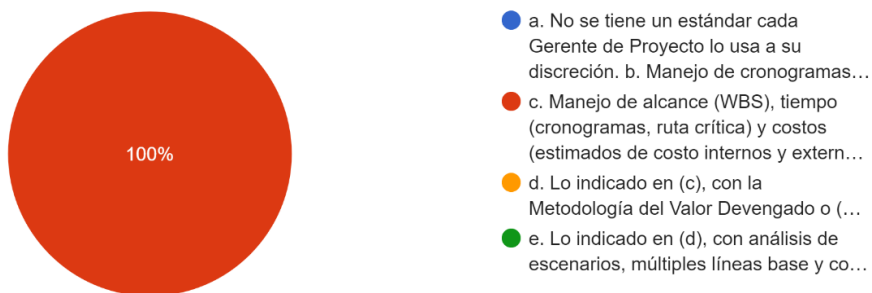 100%
a. No se tiene un estándar cada
Gerente de Proyecto lo usa a su
discreción. b. Manejo de cronogramas…
c. Manejo de alcance (WBS), tiempo
(cronogramas, ruta crítica) y costos
(estimados de costo internos y extern…
d. Lo indicado en (c), con la
Metodología del Valor Devengado o (…
e. Lo indicado en (d), con análisis de
escenarios, múltiples líneas base y co…